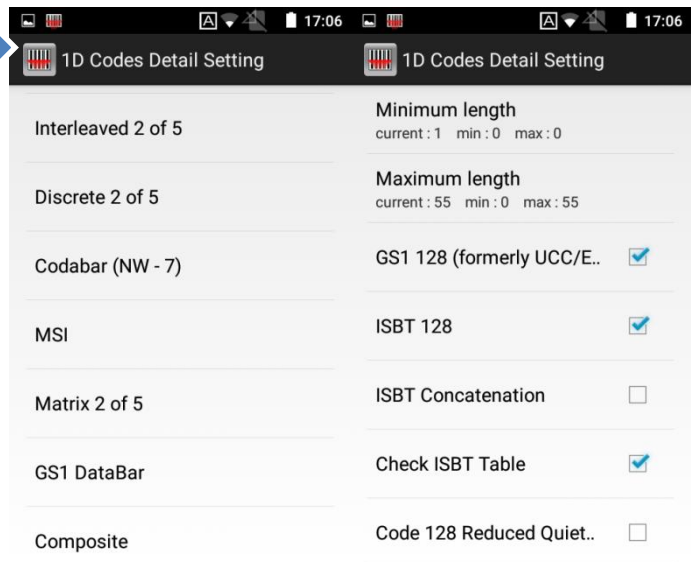 17:06
1D Codes Detail Setting
Interleaved 2 of 5
Discrete 2 of 5
Codabar (NW - 7)
MSI
Matrix 2 of 5
GS1 DataBar
Composite
17:06
1D Codes Detail Setting
Minimum length
current : 1 min : 0 max : 0
Maximum length
current : 55 min : 0 max : 55
GS1 128 (formerly UCC/E..
ISBT 128
ISBT Concatenation
Check ISBT Table
Code 128 Reduced Quiet..